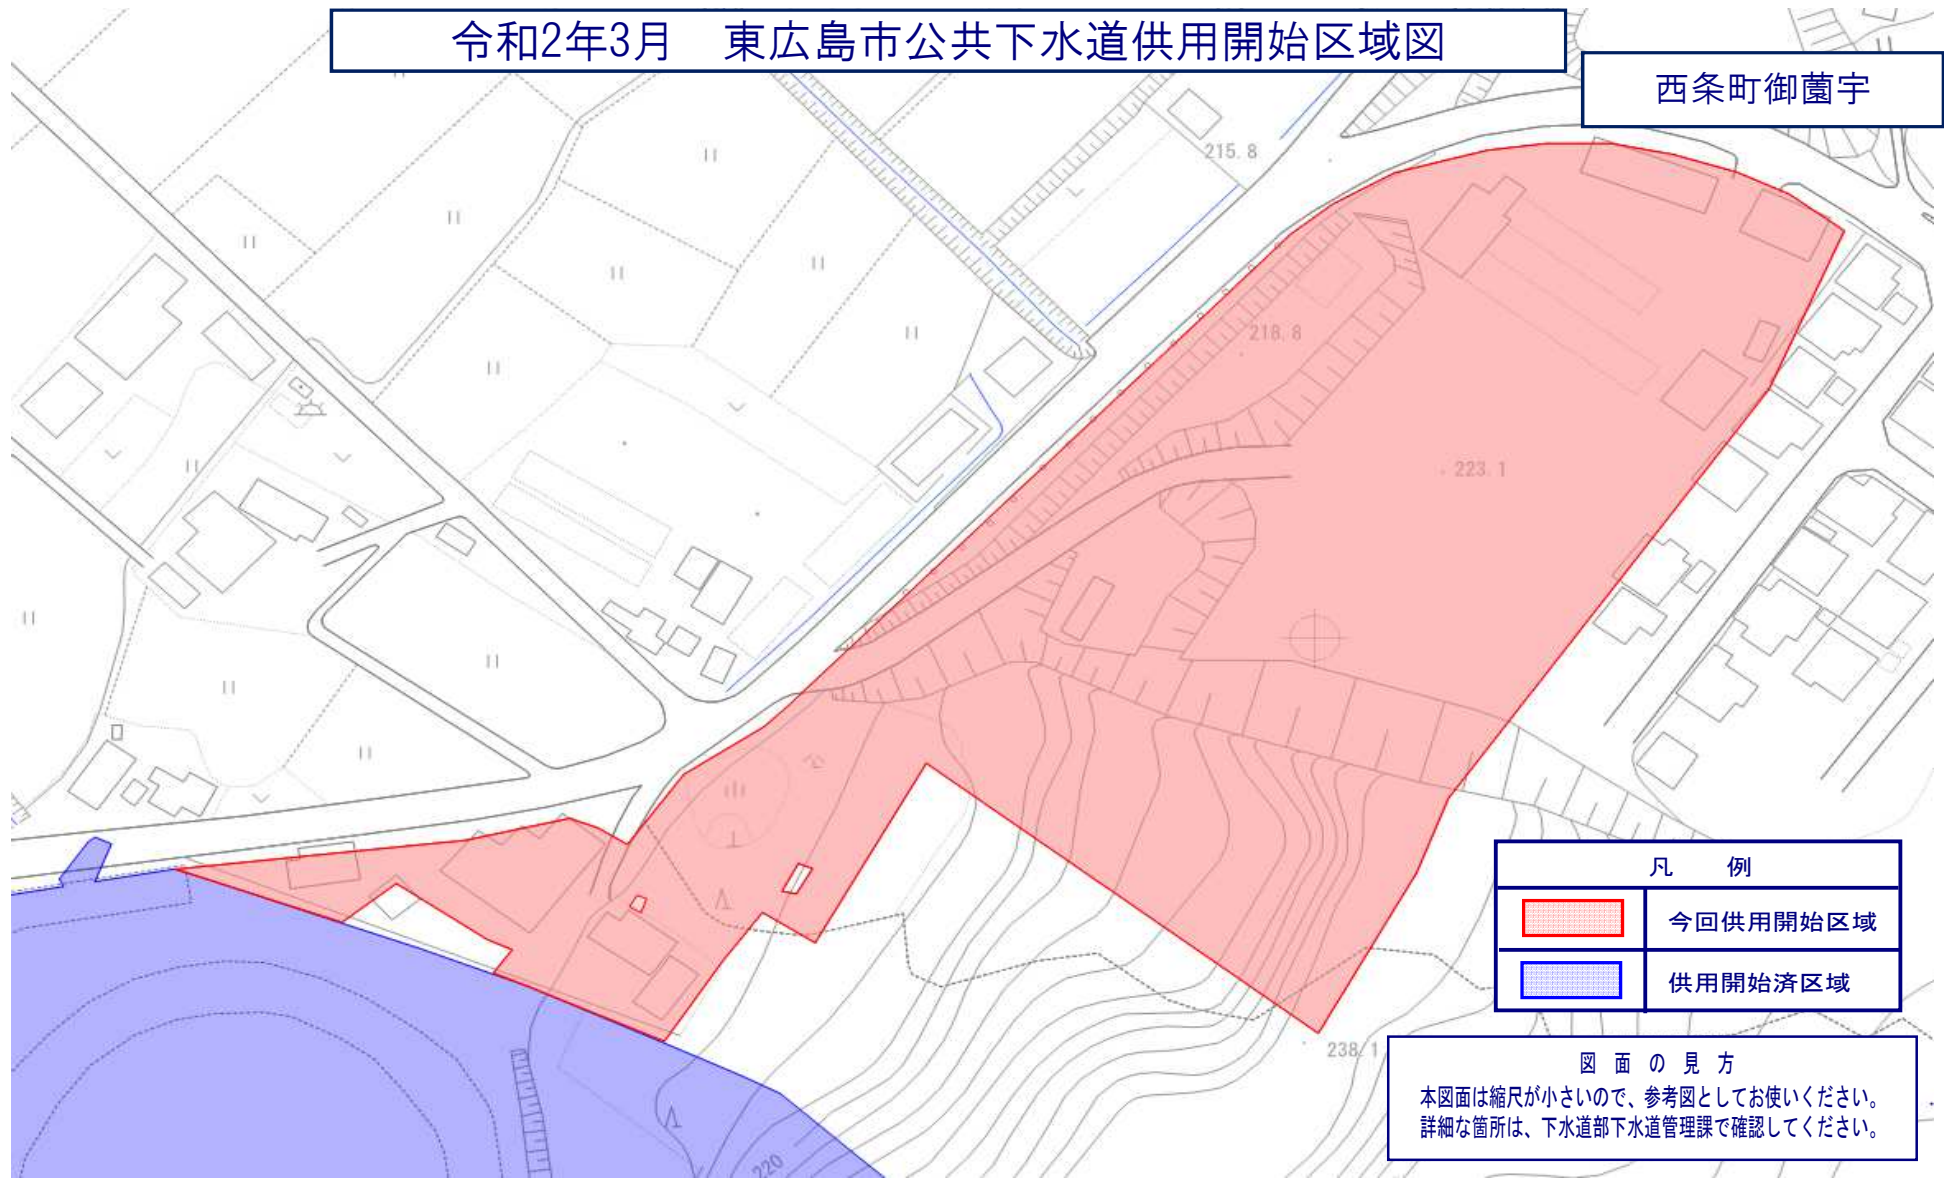 令和2年3月　東広島市公共下水道供用開始区域図
西条町御薗宇
215.8
218.8
223.1
238.1
220
凡　例
今回供用開始区域
供用開始済区域
図面の見方
本図面は縮尺が小さいので、参考図としてお使いください。
詳細な箇所は、下水道部下水道管理課で確認してください。